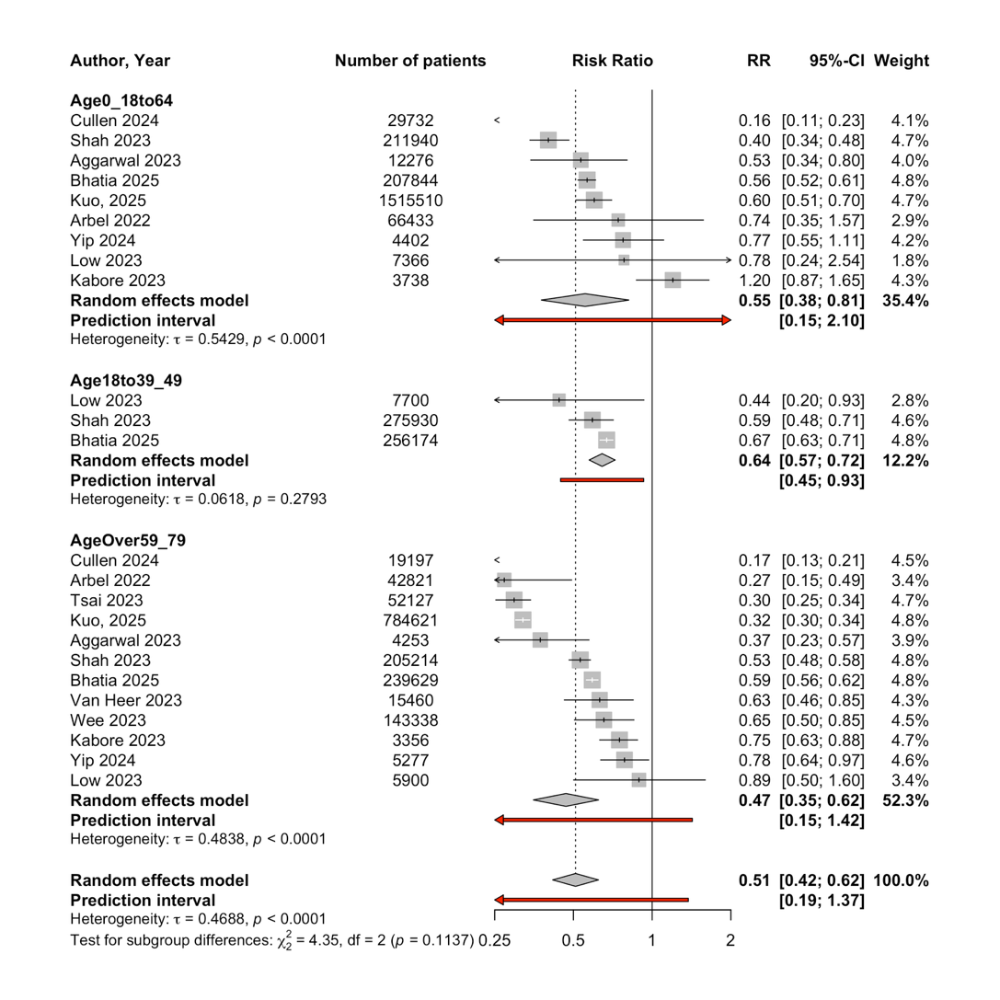 Author, Year Number of patients Risk Ratio RR 95%-CI Weight
Age0_18to64
Cullen 2024 29732 0.16 [0.11; 0.23] 4.1%
Shah 2023 211940 0.40 [0.34; 0.48] 4.7%
Aggarwal 2023 12276 0.53 [0.34; 0.80] 4.0%
Bhatia 2025 207844 0.56 [0.52; 0.61] 4.8%
Kuo, 2025 1515510 0.60 [0.51; 0.70] 4.7%
Arbel 2022 66433 0.74 [0.35; 1.57] 2.9%
Yip 2024 4402 0.77 [0.55; 1.11] 4.2%
Low 2023 7366 0.78 [0.24; 2.54] 1.8%
Kabore 2023 3738 1.20 [0.87; 1.65] 4.3%
Random effects model 0.55 [0.38; 0.81] 35.4%
Prediction interval [0.15; 2.10]
Heterogeneity: τ = 0.5429, p < 0.0001
Age18to39_49
Low 2023 7700 0.44 [0.20; 0.93] 2.8%
Shah 2023 275930 0.59 [0.48; 0.71] 4.6%
Bhatia 2025 256174 0.67 [0.63; 0.71] 4.8%
Random effects model 0.64 [0.57; 0.72] 12.2%
Prediction interval [0.45; 0.93]
Heterogeneity: τ = 0.0618, p = 0.2793
AgeOver59_79
Cullen 2024 19197 0.17 [0.13; 0.21] 4.5%
Arbel 2022 42821 0.27 [0.15; 0.49] 3.4%
Tsai 2023 52127 0.30 [0.25; 0.34] 4.7%
Kuo, 2025 784621 0.32 [0.30; 0.34] 4.8%
Aggarwal 2023 4253 0.37 [0.23; 0.57] 3.9%
Shah 2023 205214 0.53 [0.48; 0.58] 4.8%
Bhatia 2025 239629 0.59 [0.56; 0.62] 4.8%
Van Heer 2023 15460 0.63 [0.46; 0.85] 4.3%
Wee 2023 143338 0.65 [0.50; 0.85] 4.5%
Kabore 2023 3356 0.75 [0.63; 0.88] 4.7%
Yip 2024 5277 0.78 [0.64; 0.97] 4.6%
Low 2023 5900 0.89 [0.50; 1.60] 3.4%
Random effects model 0.47 [0.35; 0.62] 52.3%
Prediction interval [0.15; 1.42]
Heterogeneity: τ = 0.4838, p < 0.0001
Random effects model 0.51 [0.42; 0.62] 100.0%
Prediction interval [0.19; 1.37]
Heterogeneity: τ = 0.4688, p < 0.0001
Test for subgroup differences: χ²₂ = 4.35, df = 2 (p = 0.1137) 0.25 0.5 1 2